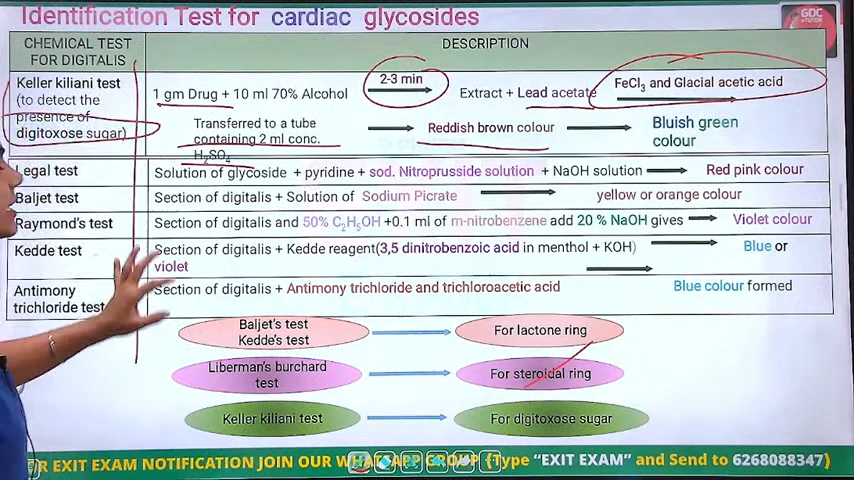 Identification Test for cardiac glycosides
GDC
TUTOR
CHEMICAL TEST
FOR DIGITALIS
DESCRIPTION
Keller kiliani test
(to detect the
presence of
digitoxose sugar)
1 gm Drug + 10 ml 70% Alcohol
2-3 min
Extract + Lead acetate
FeCl₃ and Glacial acetic acid
Transferred to a tube
containing 2 ml conc.
H₂SO₄
Reddish brown colour
Bluish green
colour
Legal test
Solution of glycoside + pyridine + sod. Nitroprusside solution + NaOH solution
Red pink colour
Baljet test
Section of digitalis + Solution of Sodium Picrate
yellow or orange colour
Raymond's test
Section of digitalis and 50% C₂H₅OH +0.1 ml of m-nitrobenzene add 20 % NaOH gives
Violet colour
Kedde test
Section of digitalis + Kedde reagent(3,5 dinitrobenzoic acid in menthol + KOH)
Blue or
violet
Antimony
trichloride test
Section of digitalis + Antimony trichloride and trichloroacetic acid
Blue colour formed
Baljet's test
Kedde's test
For lactone ring
Liberman's burchard
test
For steroidal ring
Keller kiliani test
For digitoxose sugar
R EXIT EXAM NOTIFICATION JOIN OUR GROUP (Type “EXIT EXAM” and Send to 6268088347)